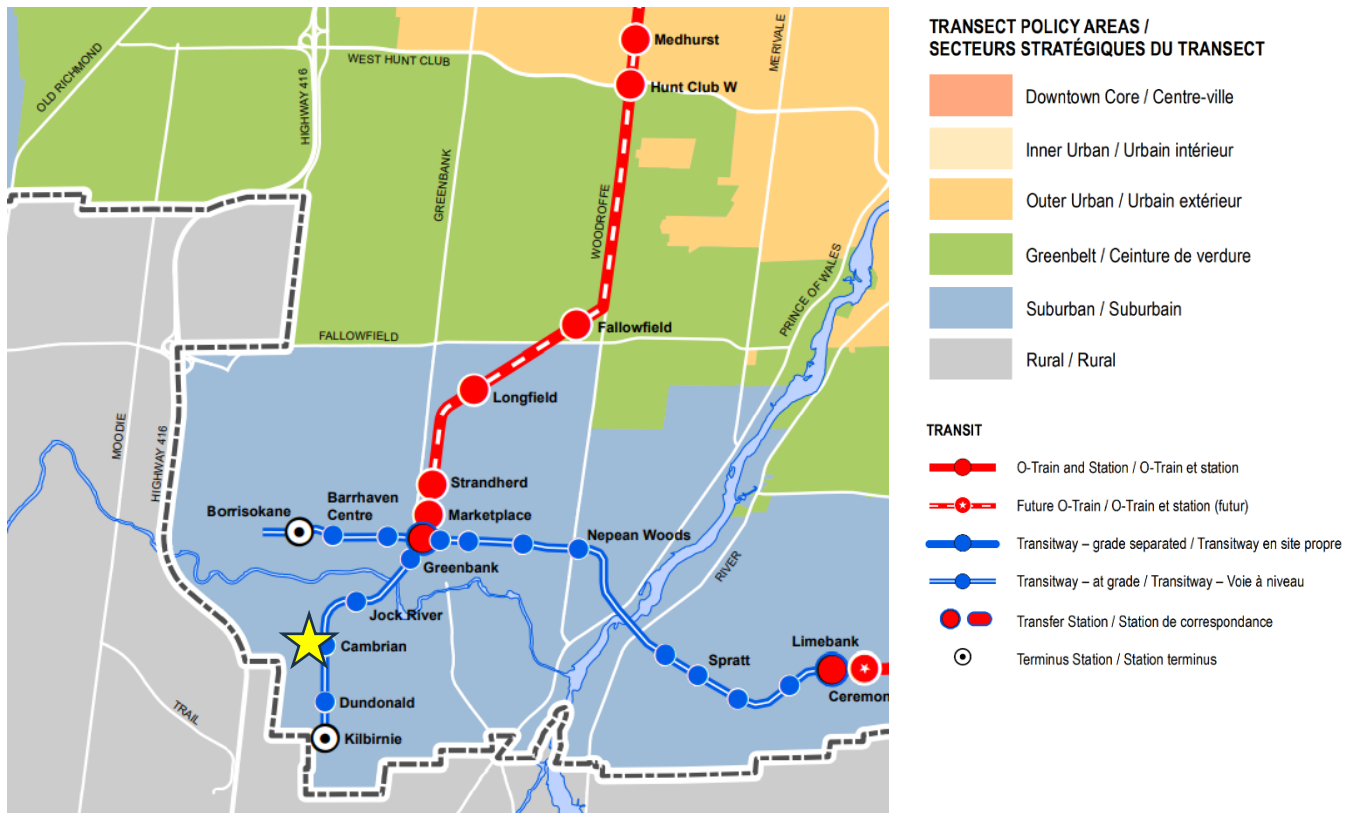 Medhurst
MERIVALE
OLD RICHMOND
HIGHWAY 416
WEST HUNT CLUB
Hunt Club W
GREENBANK
WOODROFFE
PRINCE OF WALES
FALLOWFIELD
Fallowfield
Longfield
MOODIE
HIGHWAY 416
Strandherd
Borrisokane
Barrhaven
Centre
Marketplace
Nepean Woods
Greenbank
RIVER
Jock River
Cambrian
Limebank
Spratt
Dundonald
Ceremon
TRAIL
Kilbirnie
TRANSECT POLICY AREAS /
SECTEURS STRATÉGIQUES DU TRANSECT
Downtown Core / Centre-ville
Inner Urban / Urbain intérieur
Outer Urban / Urbain extérieur
Greenbelt / Ceinture de verdure
Suburban / Suburbain
Rural / Rural
TRANSIT
O-Train and Station / O-Train et station
Future O-Train / O-Train et station (futur)
Transitway – grade separated / Transitway en site propre
Transitway – at grade / Transitway – Voie à niveau
Transfer Station / Station de correspondance
Terminus Station / Station terminus